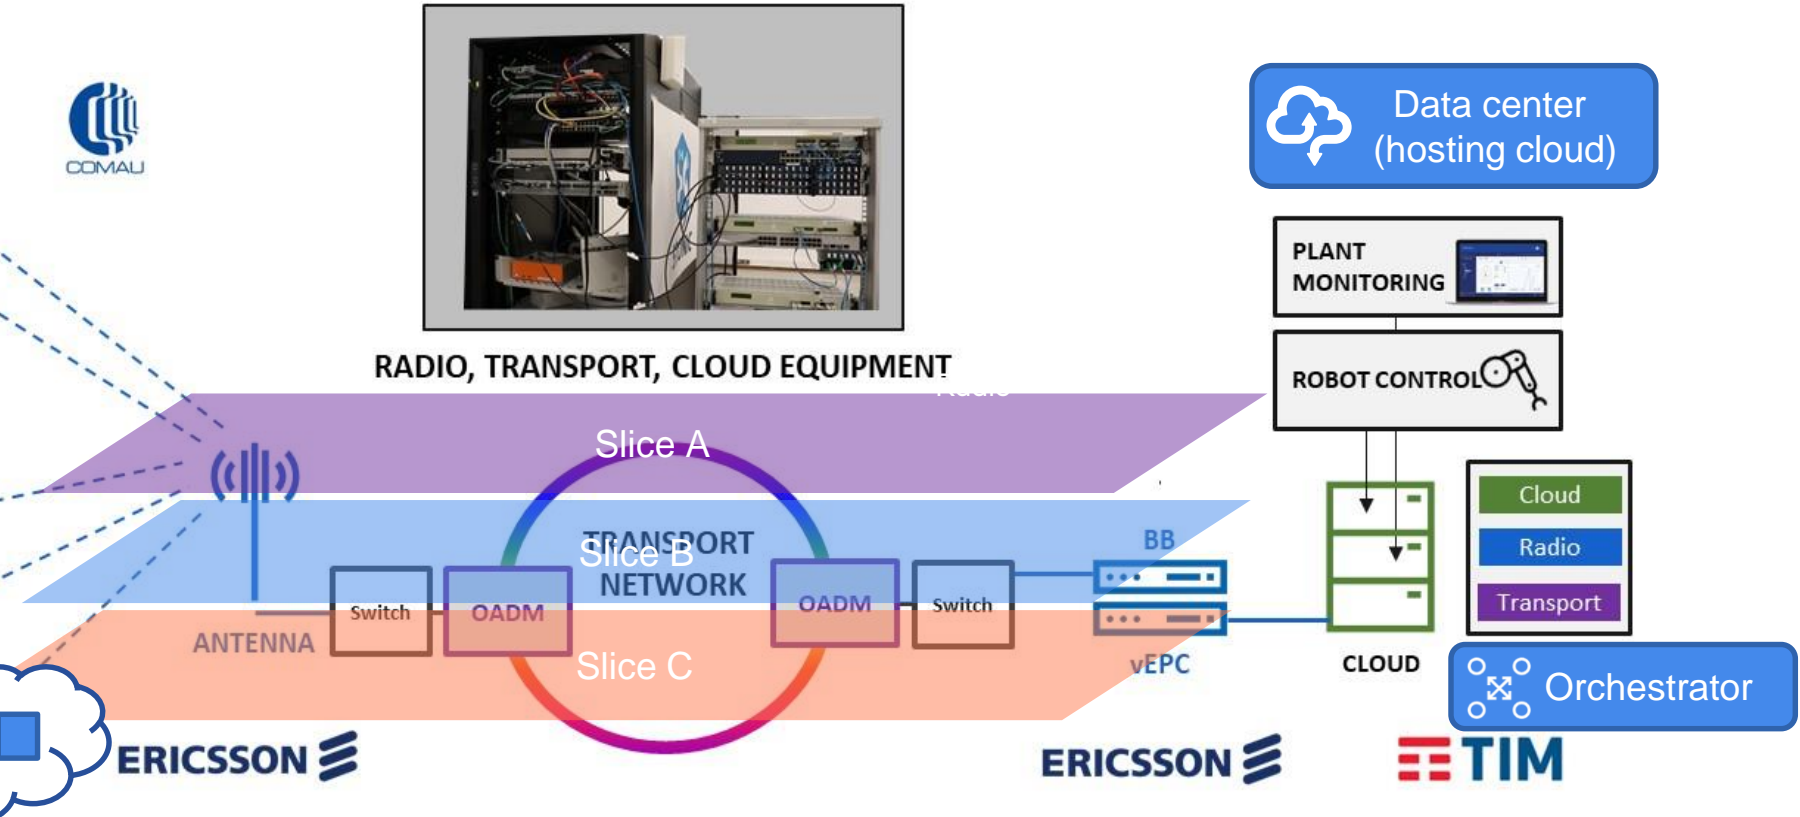 COMAU
RADIO, TRANSPORT, CLOUD EQUIPMENT
Data center
(hosting cloud)
PLANT
MONITORING
ROBOT CONTROL
Radio
Slice A
TRANSPORT
Slice B
NETWORK
BB
Switch
OADM
OADM
Switch
ANTENNA
Slice C
vEPC
CLOUD
Cloud
Radio
Transport
Orchestrator
ERICSSON
ERICSSON
TIM